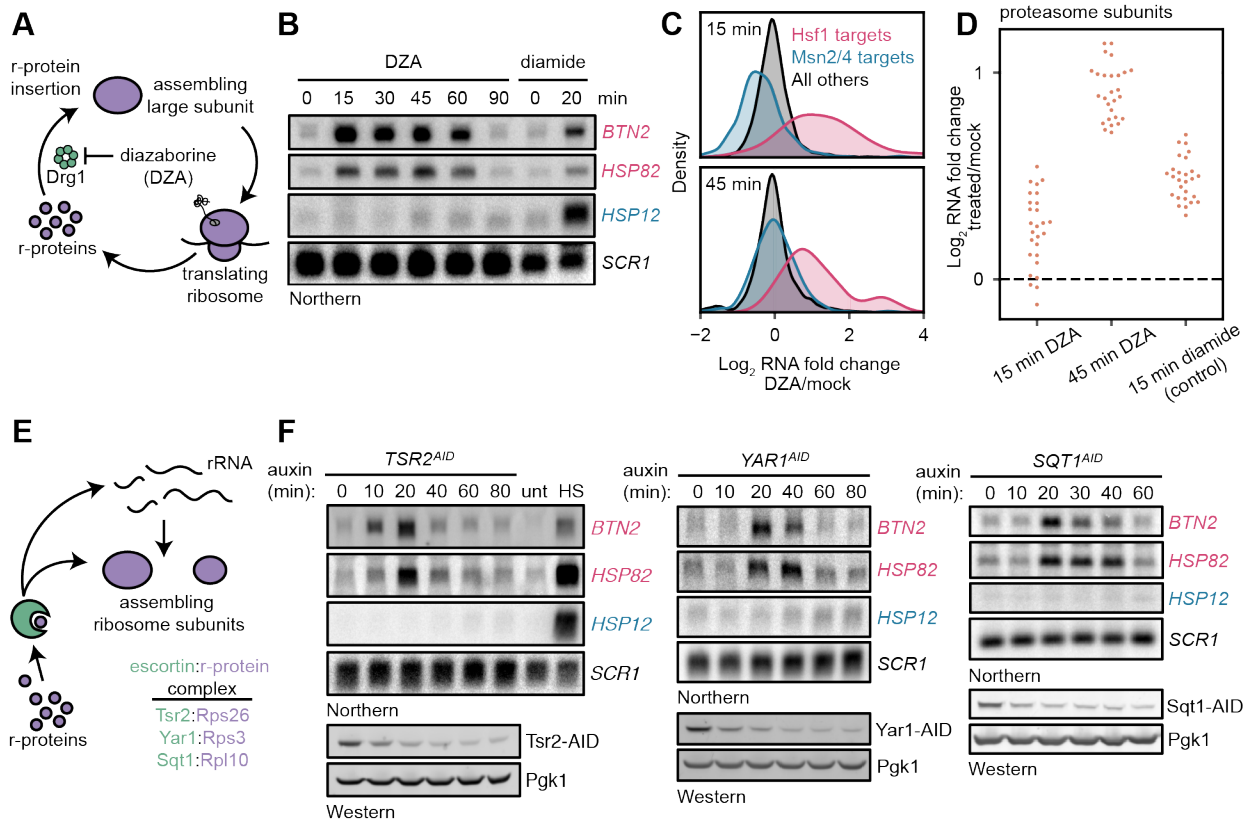 A
r-protein
insertion
assembling
large subunit
Drg1
diazaborine
(DZA)
r-proteins
translating
ribosome
B
DZA
diamide
0 15 30 45 60 90 0 20 min
BTN2
HSP82
HSP12
SCR1
Northern
C
15 min
Hsf1 targets
Msn2/4 targets
All others
45 min
Density
−2 0 2 4
Log2 RNA fold change
DZA/mock
D
proteasome subunits
Log2 RNA fold change
treated/mock
1
0
15 min DZA
45 min DZA
15 min diamide
(control)
E
rRNA
assembling
ribosome subunits
r-proteins
escortin:r-protein
complex
Tsr2:Rps26
Yar1:Rps3
Sqt1:Rpl10
F
TSR2AID
auxin
(min):
0 10 20 40 60 80 unt HS
BTN2
HSP82
HSP12
SCR1
Northern
Tsr2-AID
Pgk1
Western
YAR1AID
auxin
(min):
0 10 20 40 60 80
BTN2
HSP82
HSP12
SCR1
Northern
Yar1-AID
Pgk1
Western
SQT1AID
auxin
(min):
0 10 20 30 40 60
BTN2
HSP82
HSP12
SCR1
Northern
Sqt1-AID
Pgk1
Western